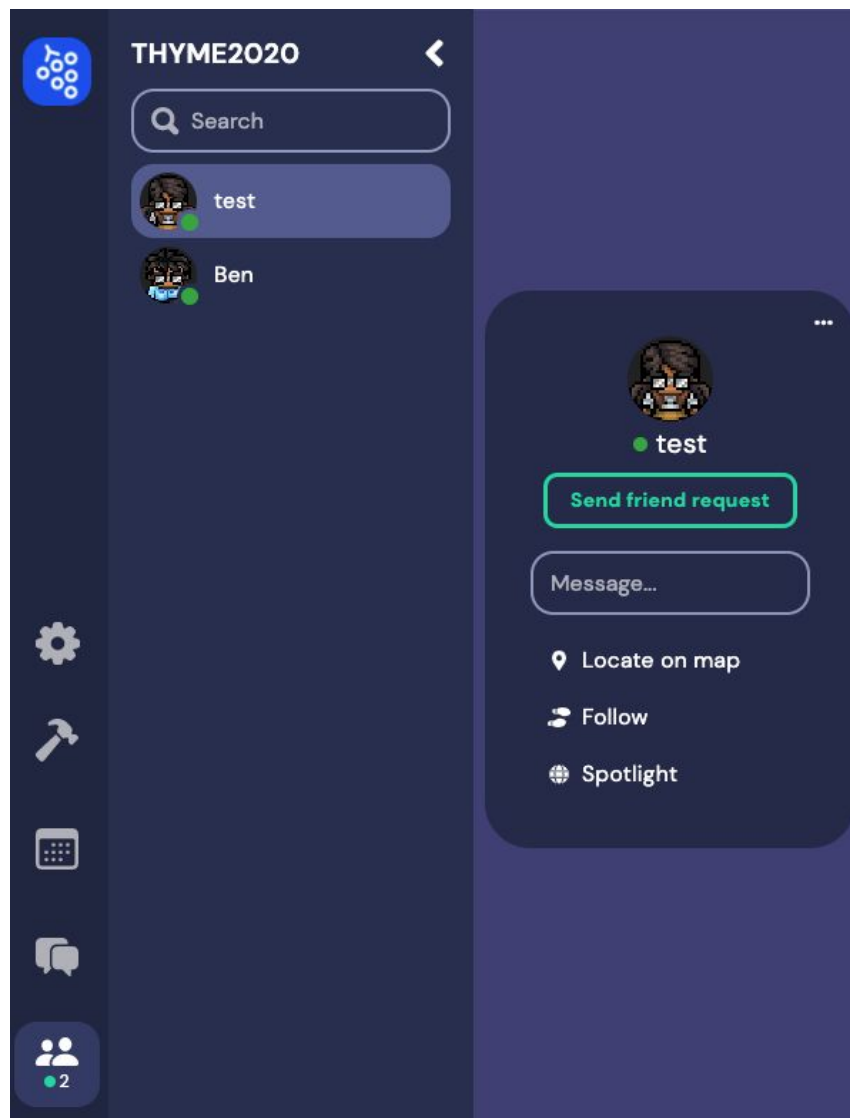 THYME2020
Search
test
Ben
...
test
Send friend request
Message...
Locate on map
Follow
Spotlight
2